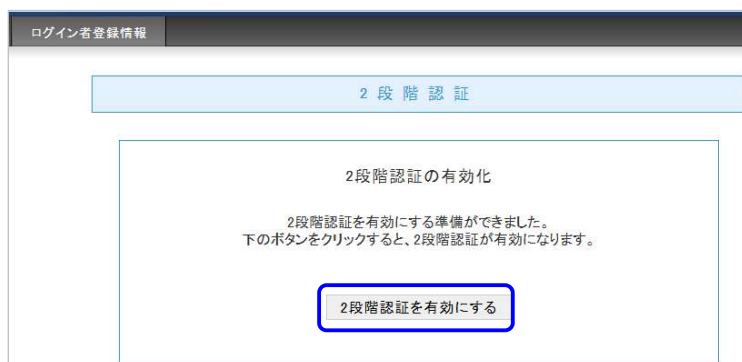 ログイン者登録情報
2 段 階 認 証
2段階認証の有効化
2段階認証を有効にする準備ができました。
下のボタンをクリックすると、2段階認証が有効になります。
2段階認証を有効にする